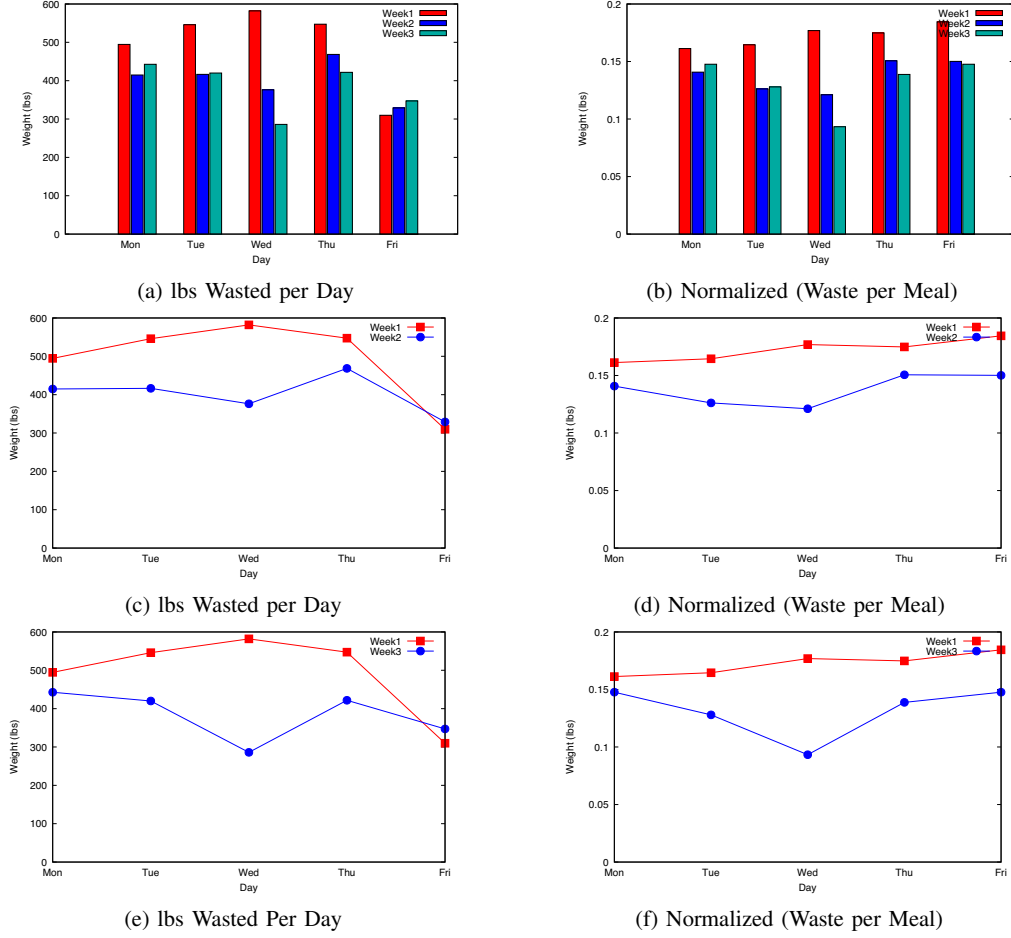 600
500
400
300
200
100
0
Weight (lbs)
Mon Tue Wed Thu Fri
Day
Week1
Week2
Week3
(a) lbs Wasted per Day
0.2
0.15
0.1
0.05
0
Weight (lbs)
Mon Tue Wed Thu Fri
Day
Week1
Week2
Week3
(b) Normalized (Waste per Meal)
600
500
400
300
200
100
0
Weight (lbs)
Mon Tue Wed Thu Fri
Day
Week1
Week2
(c) lbs Wasted per Day
0.2
0.15
0.1
0.05
0
Weight (lbs)
Mon Tue Wed Thu Fri
Day
Week1
Week2
(d) Normalized (Waste per Meal)
600
500
400
300
200
100
0
Weight (lbs)
Mon Tue Wed Thu Fri
Day
Week1
Week3
(e) lbs Wasted Per Day
0.2
0.15
0.1
0.05
0
Weight (lbs)
Mon Tue Wed Thu Fri
Day
Week1
Week3
(f) Normalized (Waste per Meal)